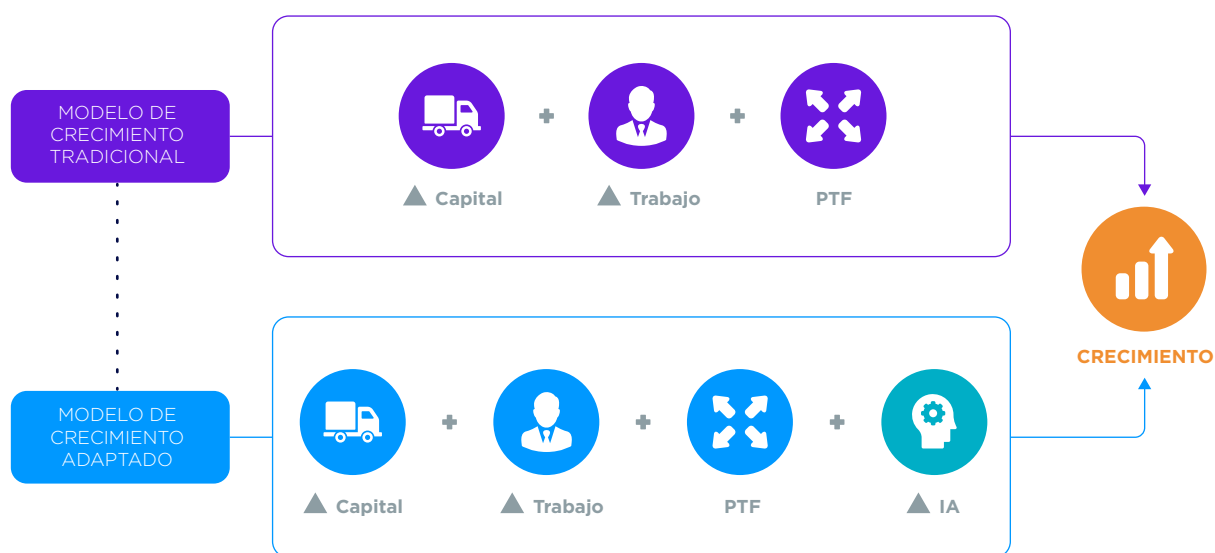 MODELO DE
CRECIMIENTO
TRADICIONAL
Capital
Trabajo
PTF
CRECIMIENTO
MODELO DE
CRECIMIENTO
ADAPTADO
Capital
Trabajo
PTF
IA